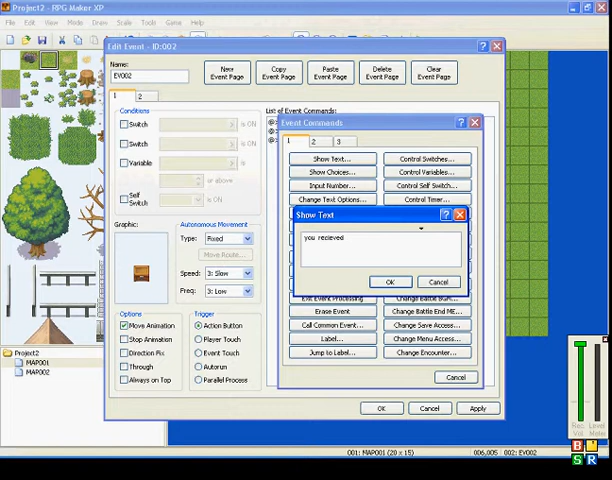 Project2 - RPG Maker XP
File Edit View Mode Draw Layer Scale Tools Game Help
Edit Event - ID:002
Name:
EV002
New Event Page
Copy Event Page
Paste Event Page
Delete Event Page
Clear Event Page
1 2
Conditions
Switch is ON
Switch is ON
Variable is
or above
Self Switch is ON
Graphic:
Autonomous Movement
Type: Fixed
Move Route...
Speed: 3: Slow
Freq: 3: Low
Options
Move Animation
Stop Animation
Direction Fix
Through
Always on Top
Trigger
Action Button
Player Touch
Event Touch
Autorun
Parallel Process
List of Event Commands:
@>
@:
@:
Event Commands
1 2 3
Show Text... Control Switches...
Show Choices... Control Variables...
Input Number... Control Self Switch...
Change Text Options... Control Timer...
Show Text
you recieved
OK Cancel
Exit Event Processing Change Battle BGM...
Erase Event Change Battle End ME...
Call Common Event... Change Save Access...
Label... Change Menu Access...
Jump to Label... Change Encounter...
Cancel
OK Cancel Apply
Project2
MAP001
MAP002
001: MAP001 (20 x 15) 006,005 002: EV002
Rec. Vol
Level Meter
B
S R